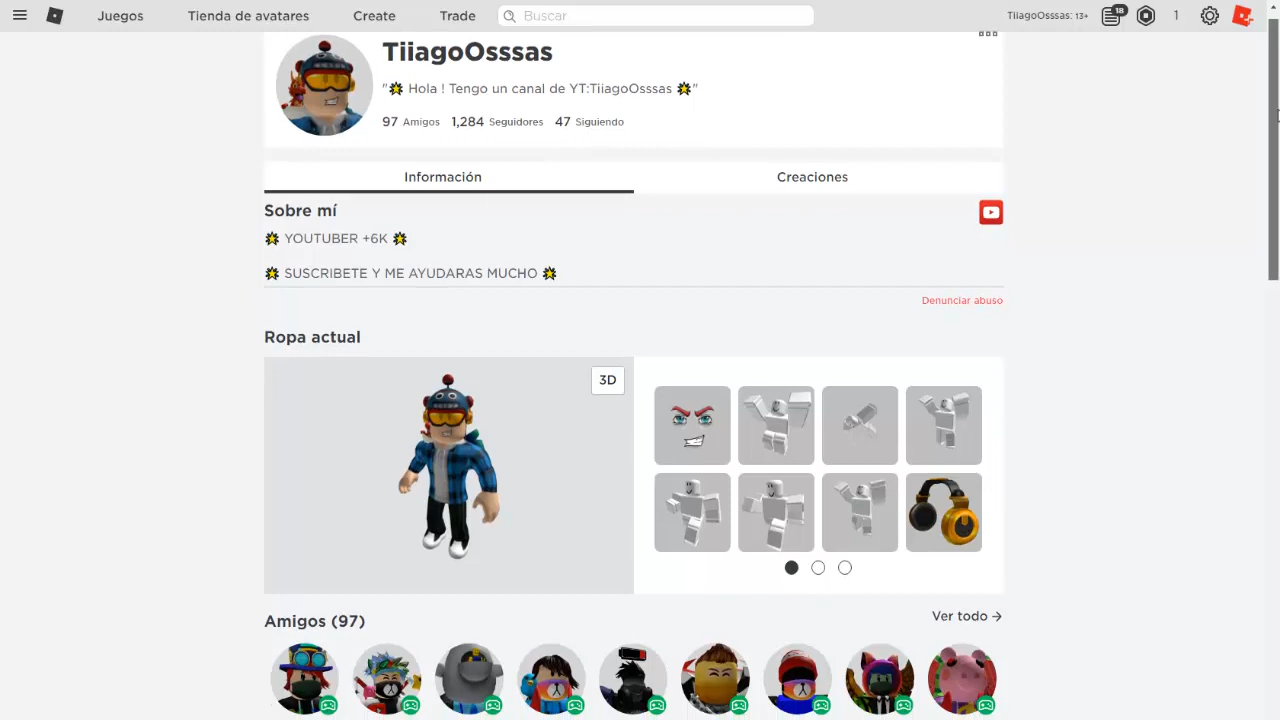 Juegos Tienda de avatares Create Trade Buscar TiiagoOsssas: 13+ 18 1
TiiagoOsssas
"💥 Hola ! Tengo un canal de YT:TiiagoOsssas 💥"
97 Amigos 1,284 Seguidores 47 Siguiendo
Información Creaciones
Sobre mí
💥 YOUTUBER +6K 💥
💥 SUSCRIBETE Y ME AYUDARAS MUCHO 💥
Denunciar abuso
Ropa actual
3D
Amigos (97) Ver todo →